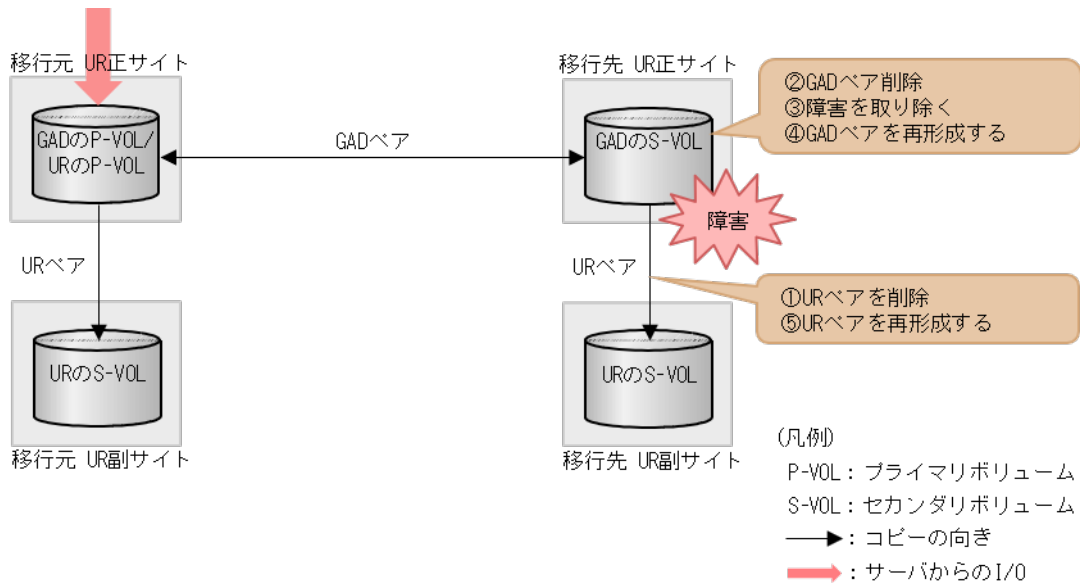 移行元 UR正サイト
移行先 UR正サイト
GADのP-VOL/
URのP-VOL
GADペア
GADのS-VOL
②GADペア削除
③障害を取り除く
④GADペアを再形成する
障害
URペア
URペア
①URペアを削除
⑤URペアを再形成する
URのS-VOL
URのS-VOL
移行元 UR副サイト
移行先 UR副サイト
(凡例)
P-VOL：プライマリボリューム
S-VOL：セカンダリボリューム
：コピーの向き
：サーバからのI/O